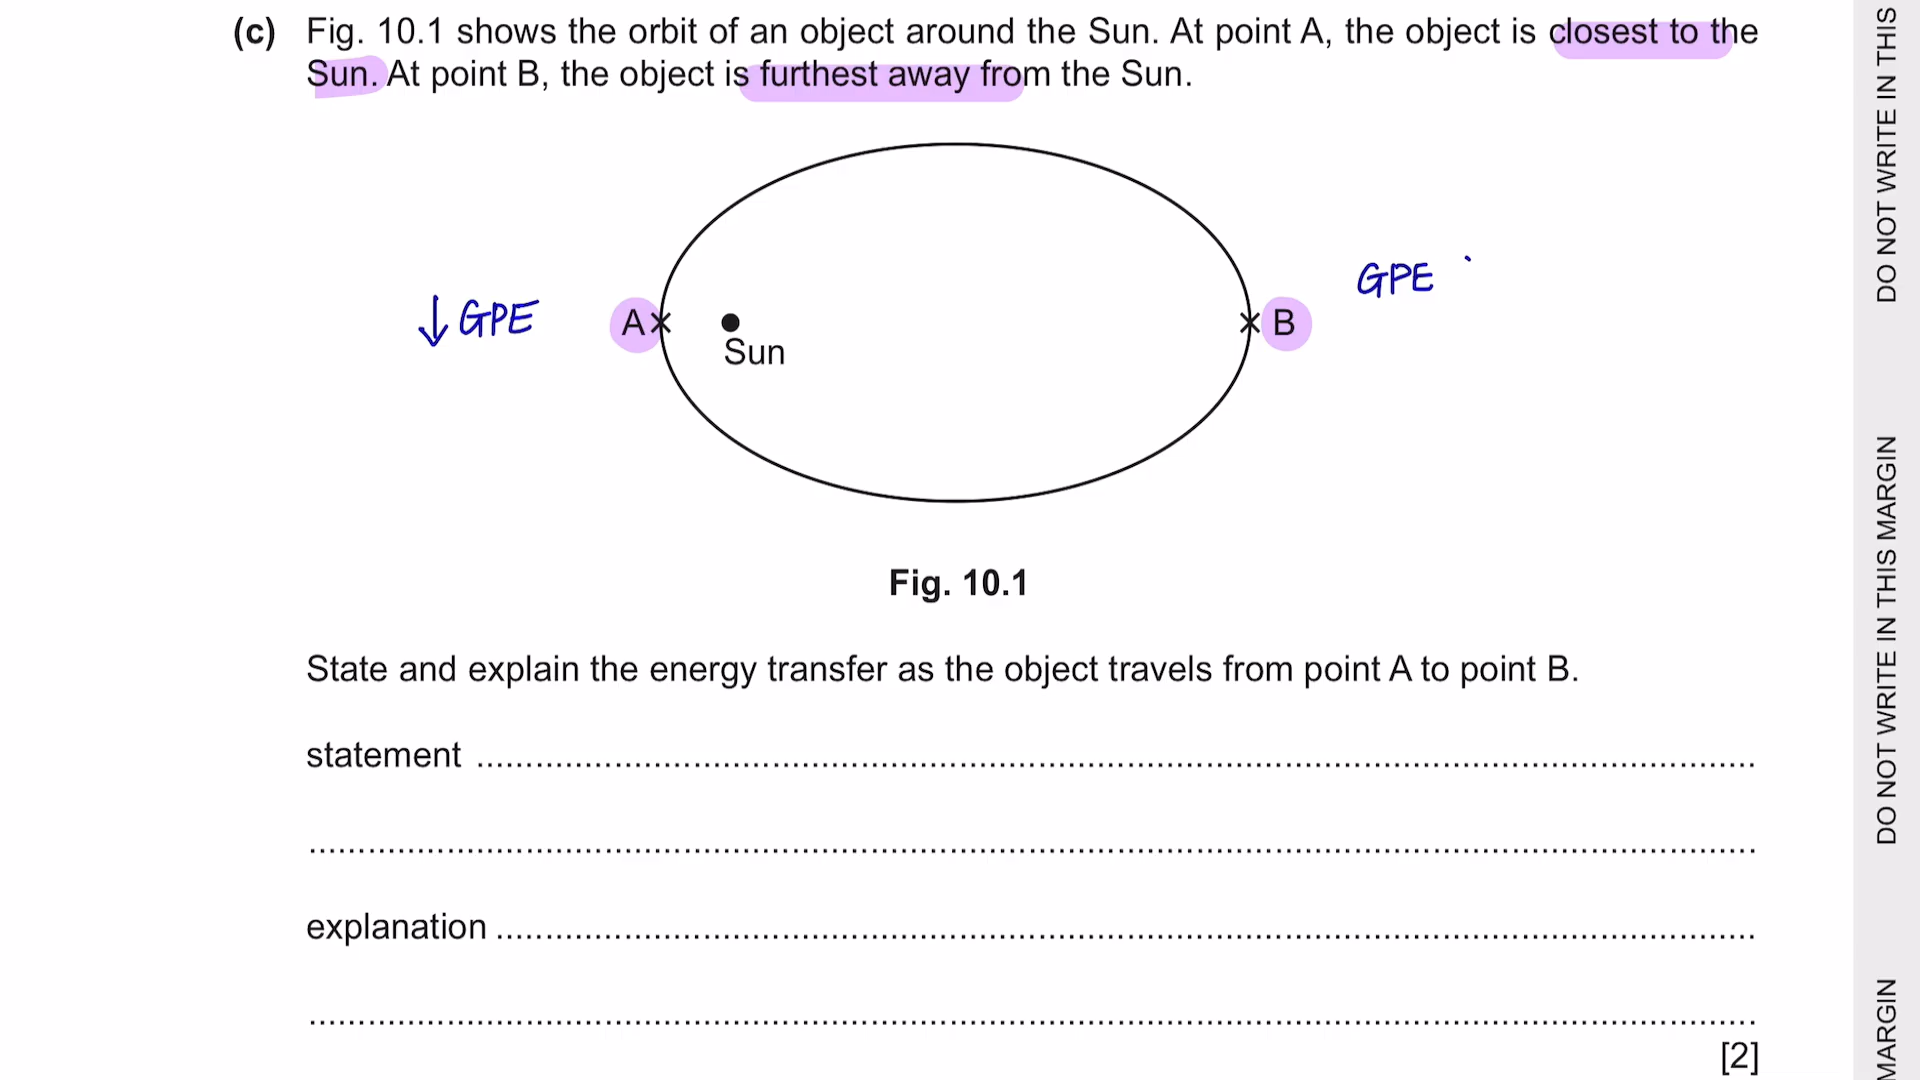 (c) Fig. 10.1 shows the orbit of an object around the Sun. At point A, the object is closest to the
Sun. At point B, the object is furthest away from the Sun.
GPE
↓ GPE
A
B
Sun
Fig. 10.1
State and explain the energy transfer as the object travels from point A to point B.
statement ....................................................................................................
....................................................................................................
explanation ....................................................................................................
....................................................................................................
[2]
DO NOT WRITE IN THIS
DO NOT WRITE IN THIS MARGIN
MARGIN